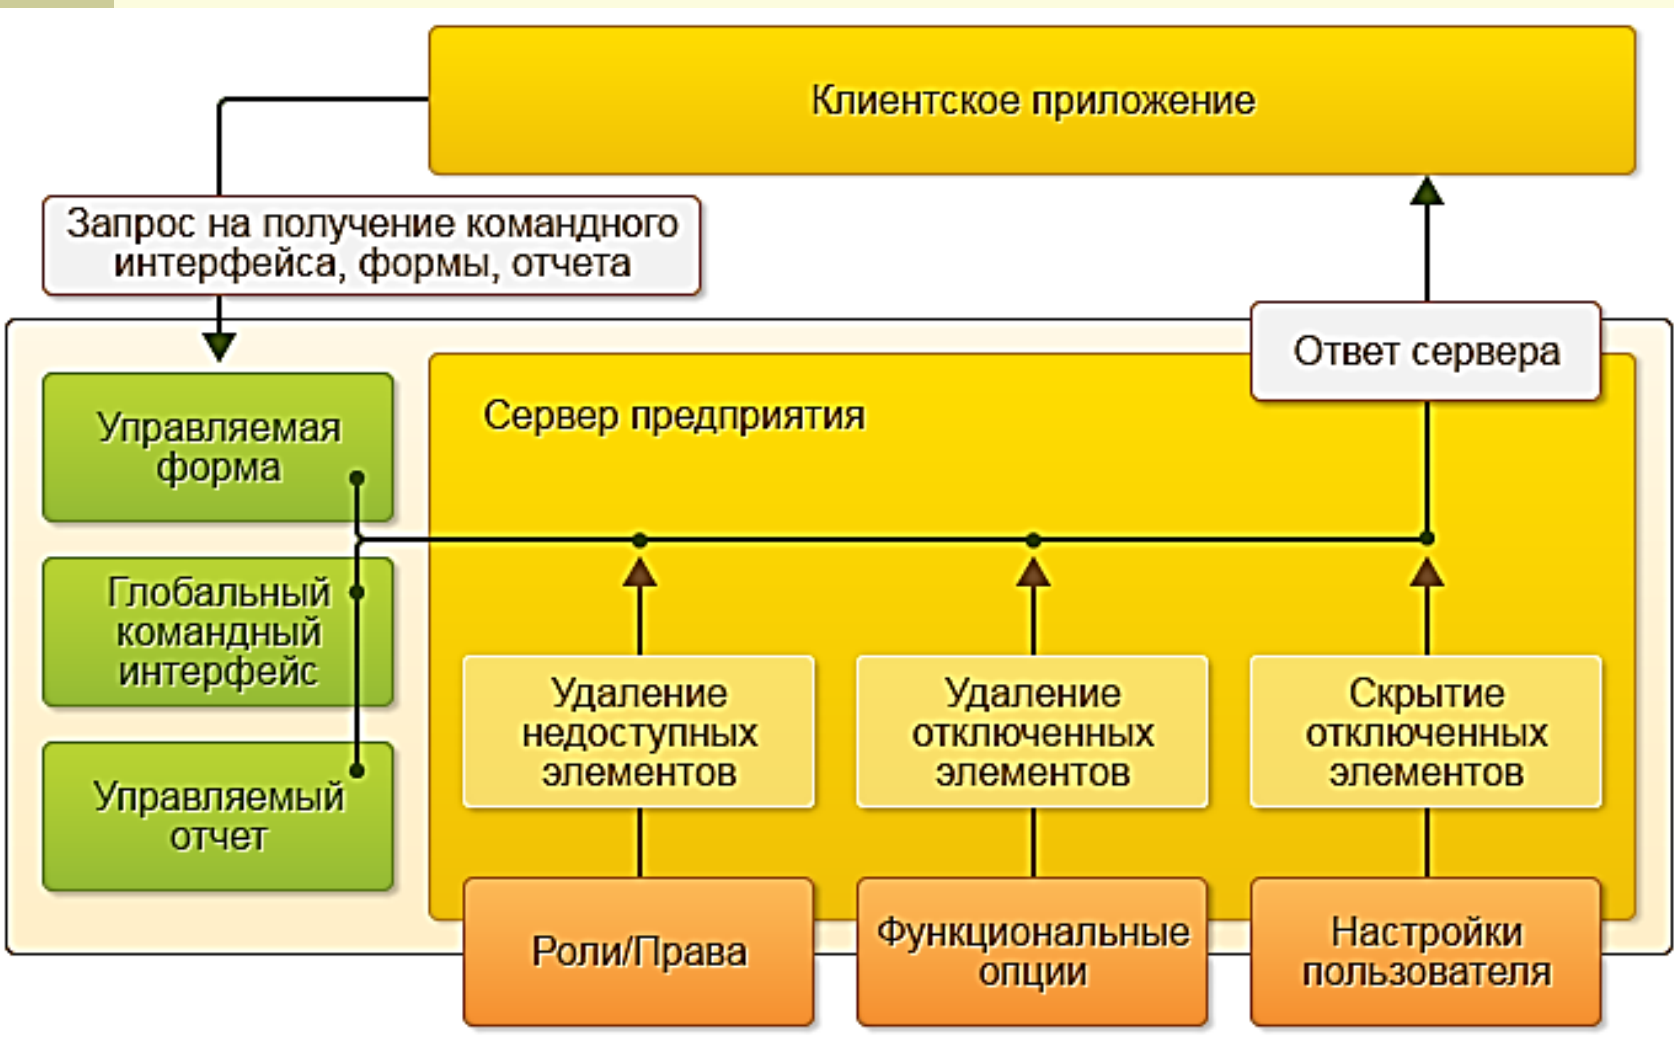 Клиентское приложение
Запрос на получение командного
интерфейса, формы, отчета
Ответ сервера
Управляемая
форма
Сервер предприятия
Глобальный
командный
интерфейс
Управляемый
отчет
Удаление
недоступных
элементов
Удаление
отключенных
элементов
Скрытие
отключенных
элементов
Роли/Права
Функциональные
опции
Настройки
пользователя